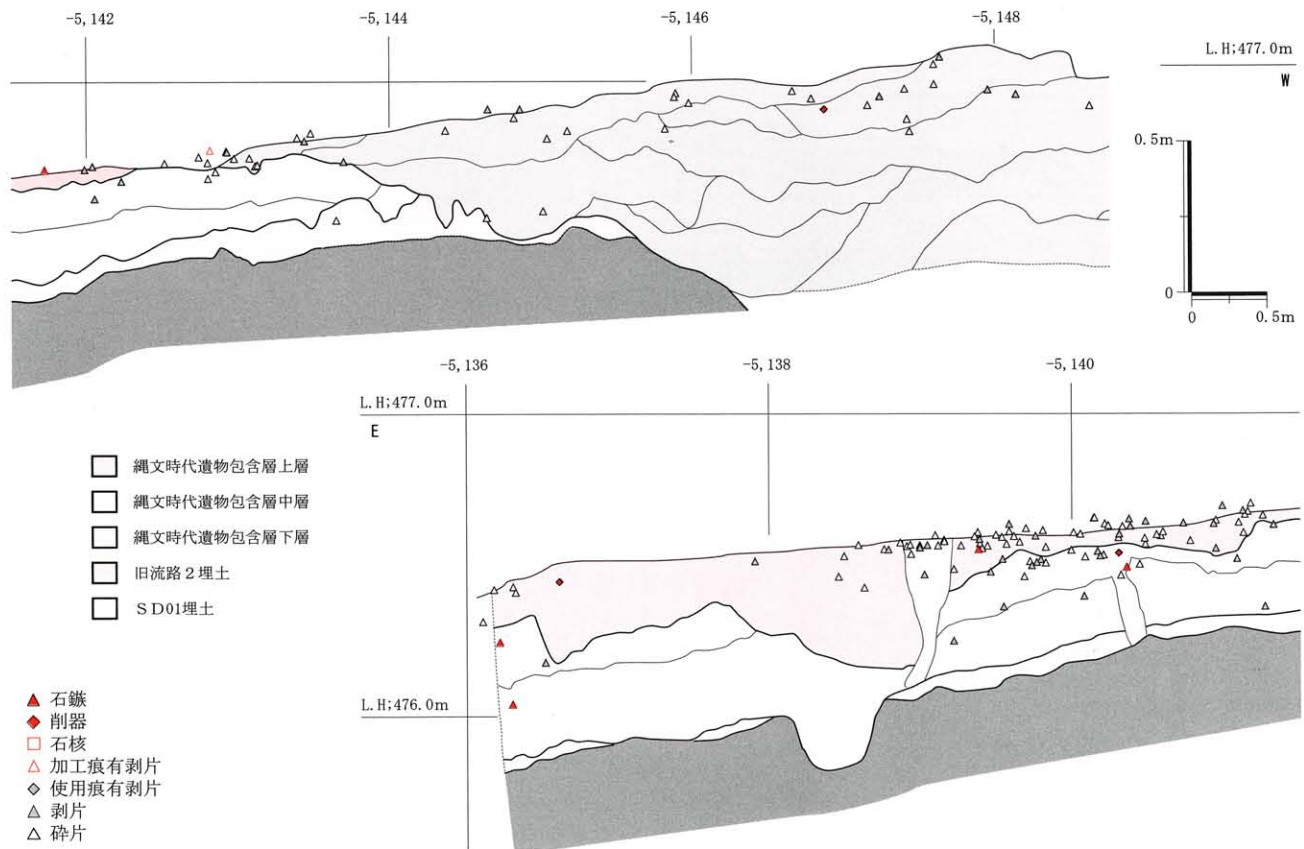 -5,142
-5,144
-5,146
-5,148
L.H;477.0m
W
0.5m
0
0
0.5m
-5,136
-5,138
-5,140
L.H;477.0m
E
縄文時代遺物包含層上層
縄文時代遺物包含層中層
縄文時代遺物包含層下層
旧流路２埋土
ＳD01埋土
L.H;476.0m
石鏃
削器
石核
加工痕有剥片
使用痕有剥片
剥片
砕片